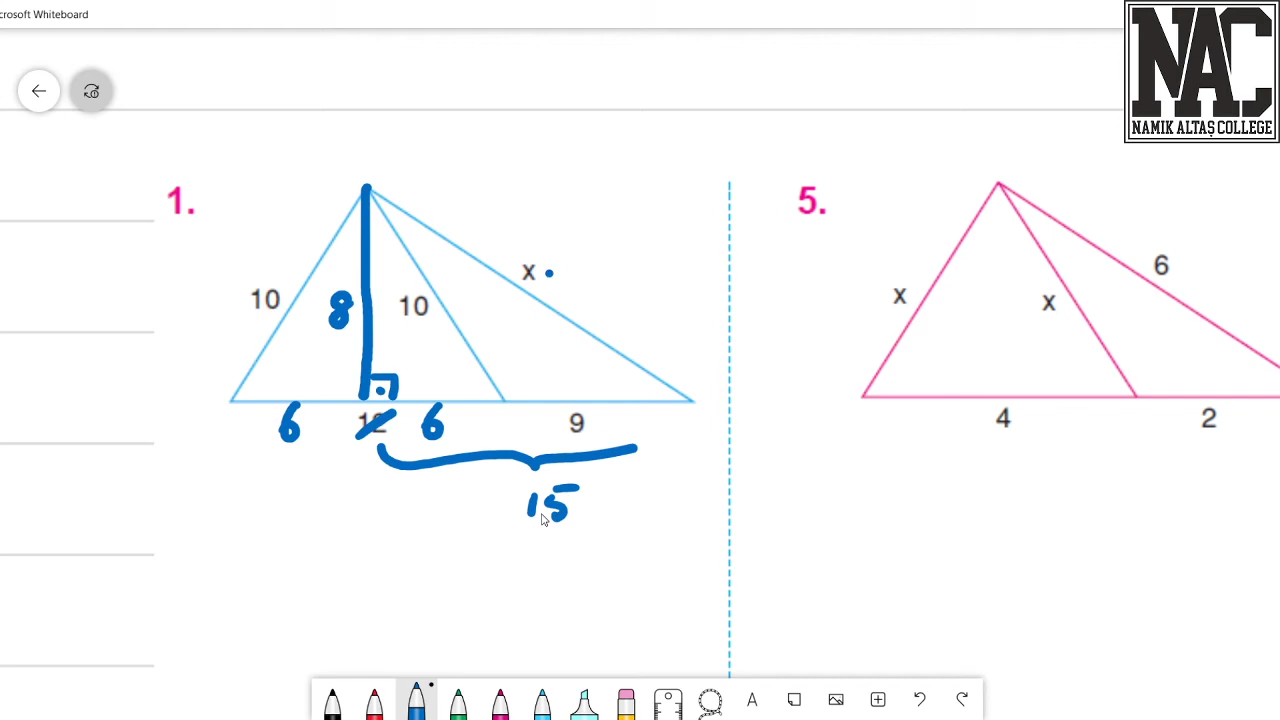 crosoft Whiteboard
NAC
NAMIK ALTAŞ COLLEGE
1.
10
8
10
x
6
12
6
9
15
5.
x
x
6
4
2
A